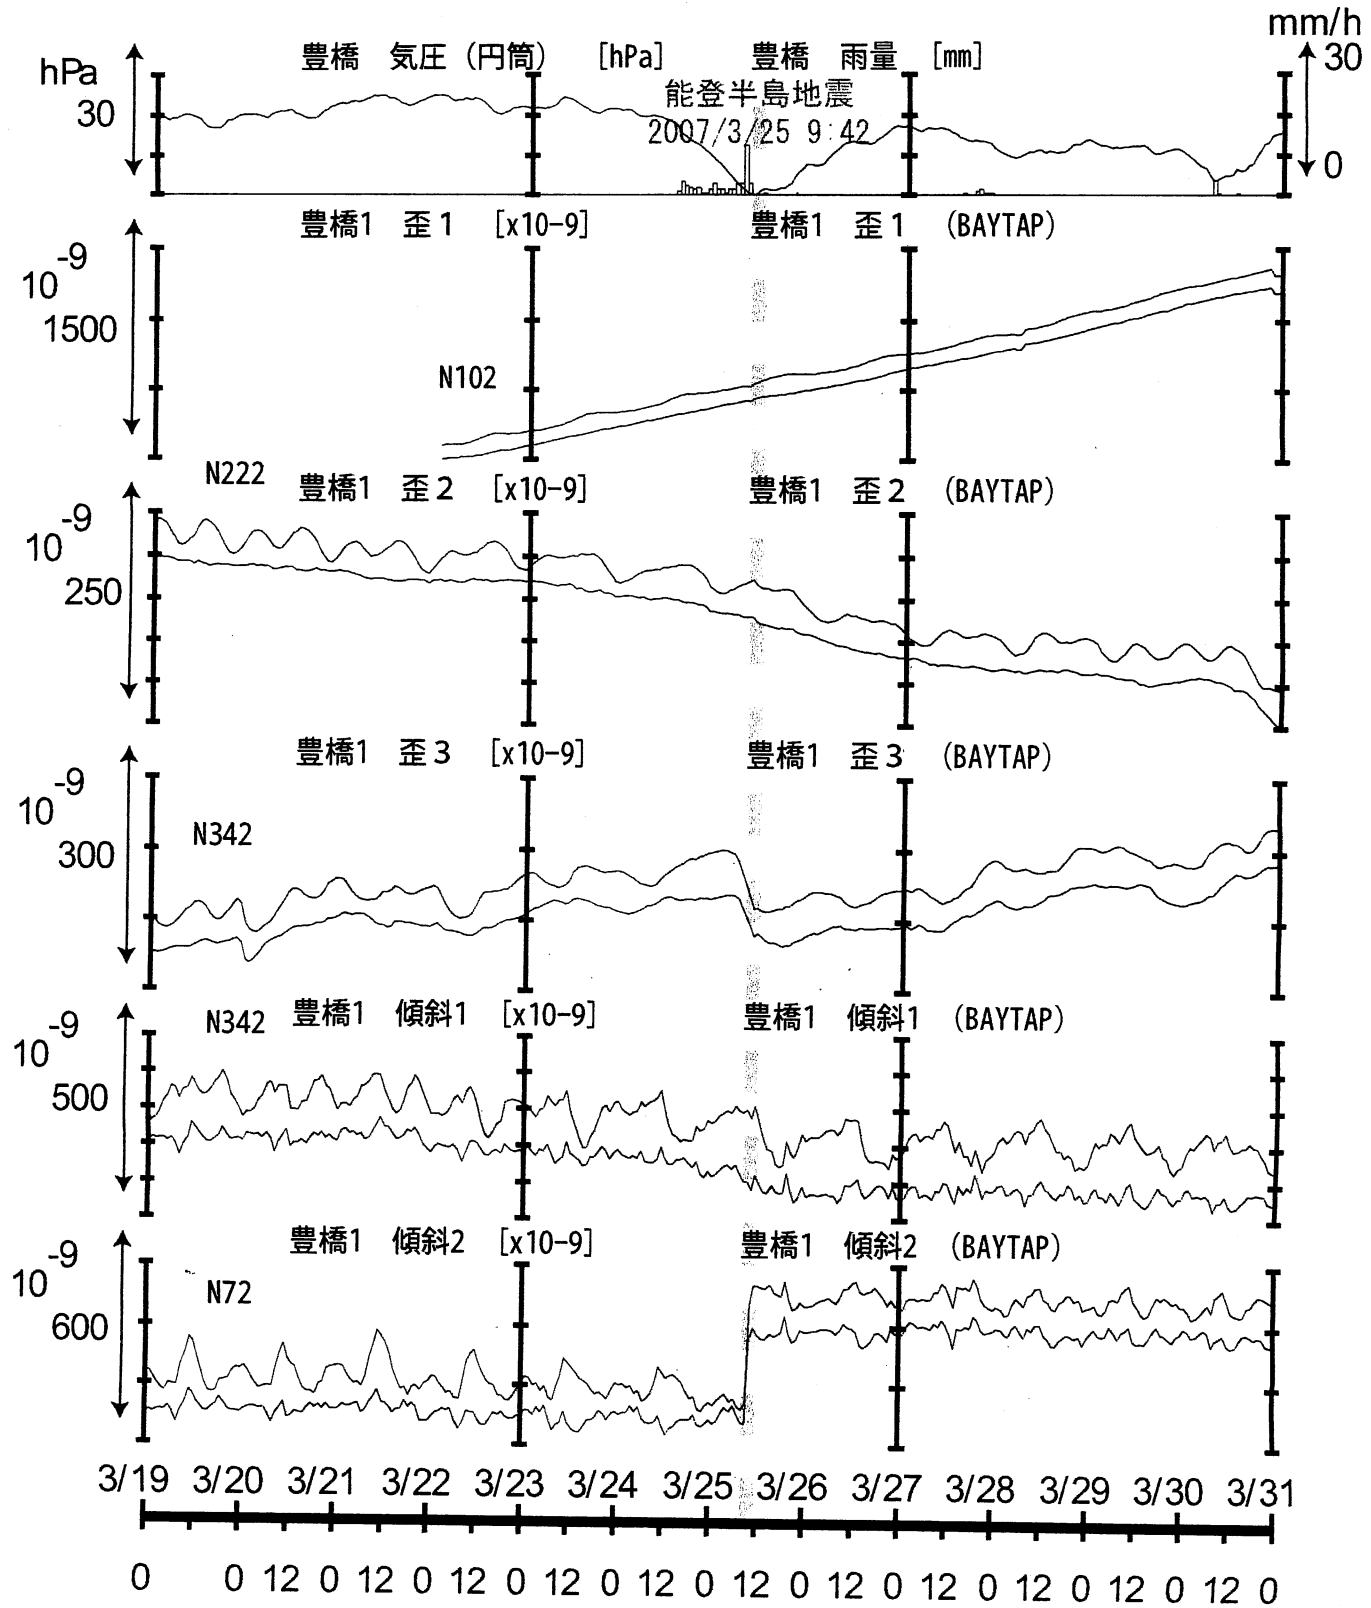 mm/h
30
0
hPa
30
豊橋 気圧（円筒） [hPa] 豊橋 雨量 [mm]
能登半島地震
2007/3/25 9:42
豊橋1 歪1 [x10-9] 豊橋1 歪1 (BAYTAP)
10-9
1500
N102
N222
豊橋1 歪2 [x10-9] 豊橋1 歪2 (BAYTAP)
10-9
250
豊橋1 歪3 [x10-9] 豊橋1 歪3 (BAYTAP)
10-9
300
N342
N342
豊橋1 傾斜1 [x10-9] 豊橋1 傾斜1 (BAYTAP)
10-9
500
豊橋1 傾斜2 [x10-9] 豊橋1 傾斜2 (BAYTAP)
10-9
600
N72
3/19 3/20 3/21 3/22 3/23 3/24 3/25 3/26 3/27 3/28 3/29 3/30 3/31
0 0 12 0 12 0 12 0 12 0 12 0 12 0 12 0 12 0 12 0 12 0 12 0